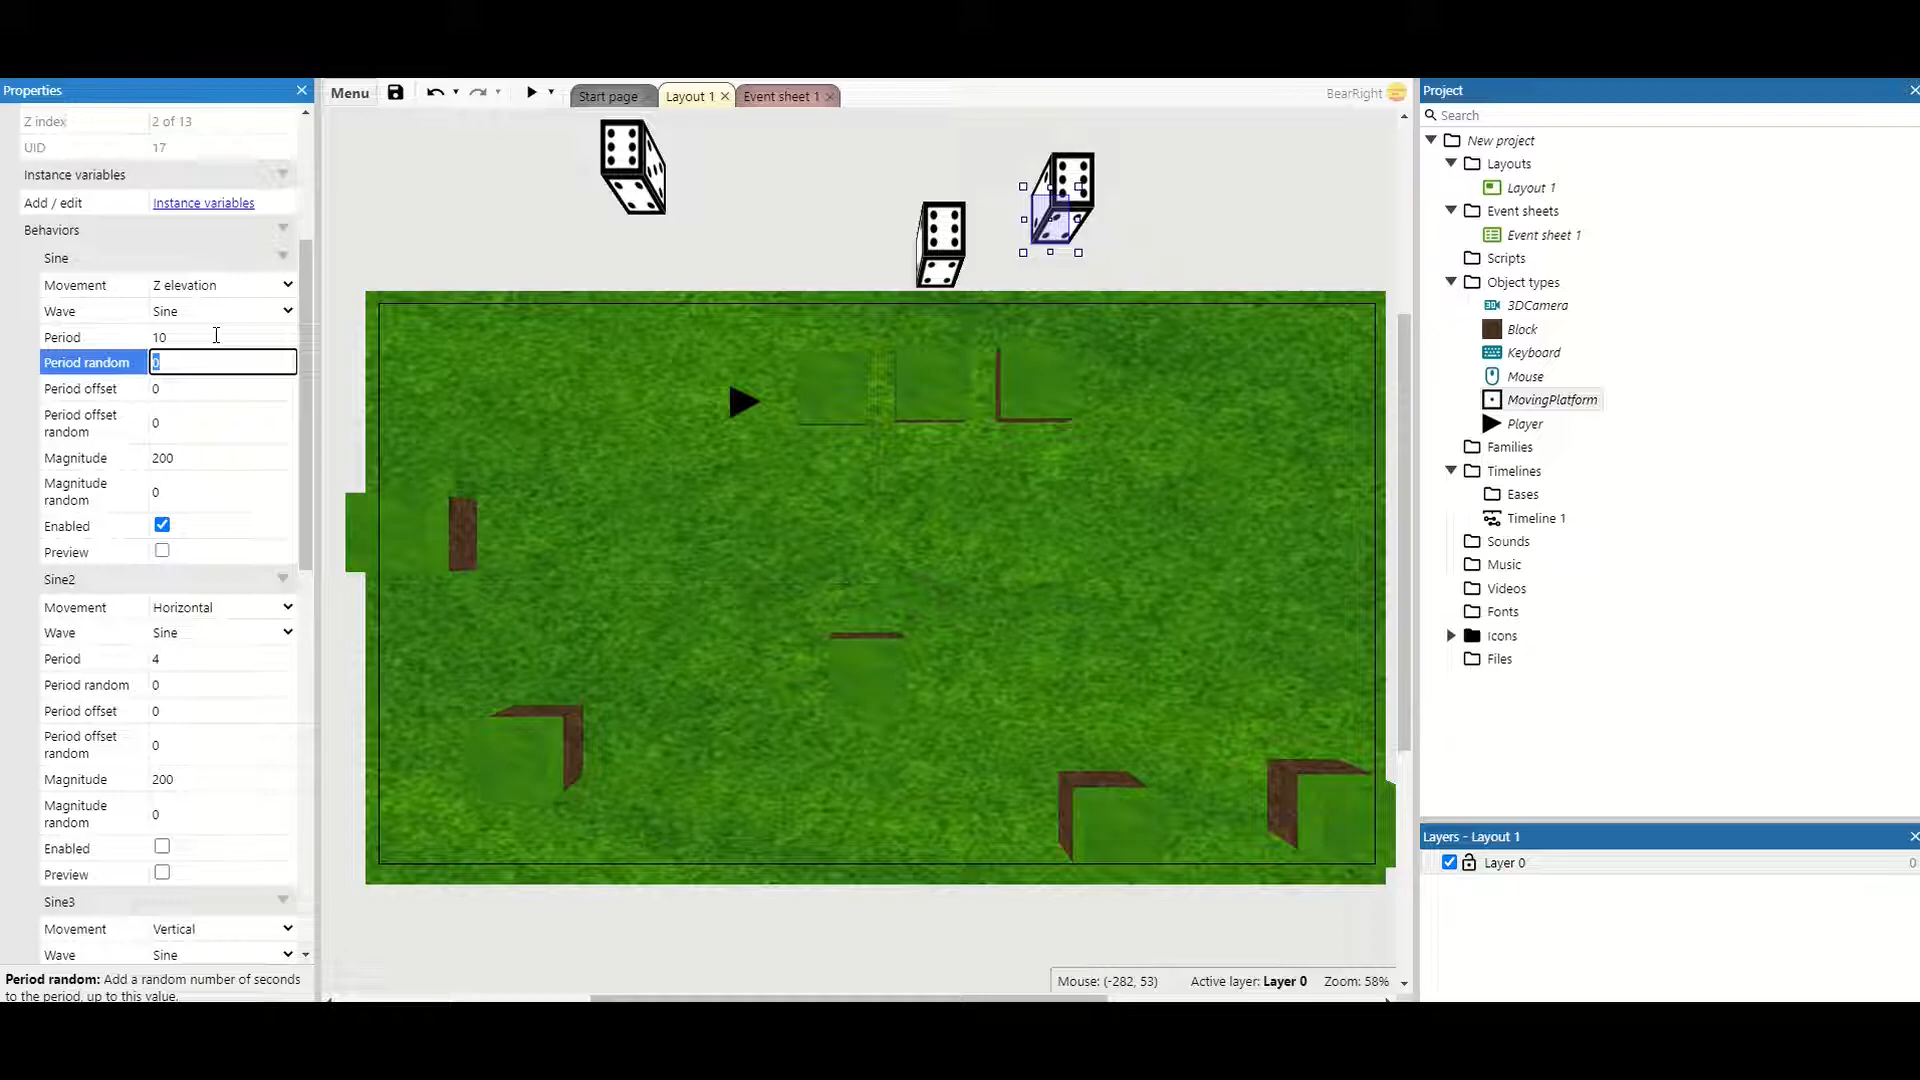 Properties
Z index 2 of 13
UID 17
Instance variables
Add / edit Instance variables
Behaviors
Sine
Movement Z elevation
Wave Sine
Period 10
Period random 0
Period offset 0
Period offset
random 0
Magnitude 200
Magnitude
random 0
Enabled
Preview
Sine2
Movement Horizontal
Wave Sine
Period 4
Period random 0
Period offset 0
Period offset
random 0
Magnitude 200
Magnitude
random 0
Enabled
Preview
Sine3
Movement Vertical
Wave Sine
Period random: Add a random number of seconds
to the period, up to this value.
Menu Start page Layout 1 Event sheet 1 BearRight
Mouse: (-282, 53) Active layer: Layer 0 Zoom: 58%
Project
Search
New project
Layouts
Layout 1
Event sheets
Event sheet 1
Scripts
Object types
3DCamera
Block
Keyboard
Mouse
MovingPlatform
Player
Families
Timelines
Eases
Timeline 1
Sounds
Music
Videos
Fonts
Icons
Files
Layers - Layout 1
Layer 0 0